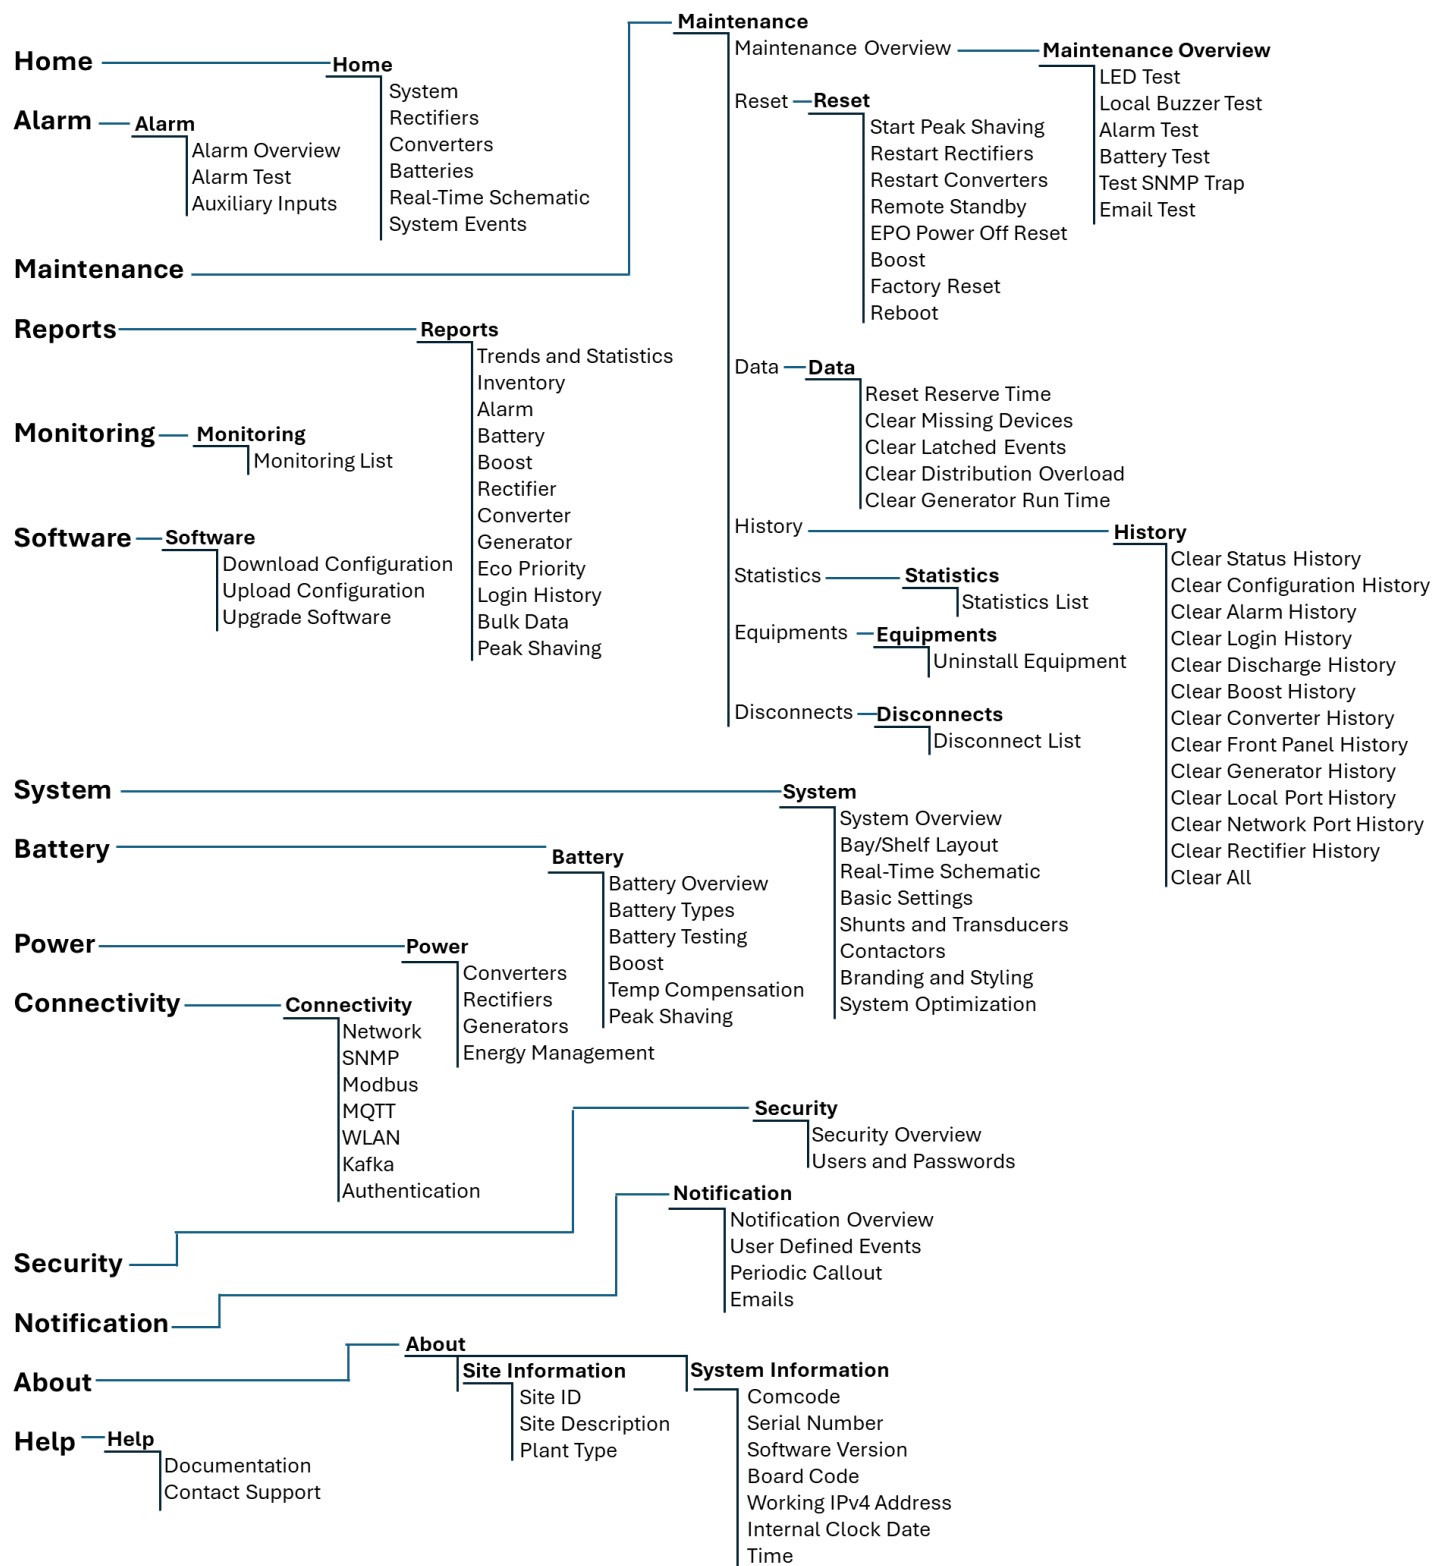 Home
Home
System
Rectifiers
Converters
Batteries
Real-Time Schematic
System Events
Alarm
Alarm
Alarm Overview
Alarm Test
Auxiliary Inputs
Maintenance
Maintenance
Maintenance Overview
Maintenance Overview
LED Test
Local Buzzer Test
Alarm Test
Battery Test
Test SNMP Trap
Email Test
Reset
Reset
Start Peak Shaving
Restart Rectifiers
Restart Converters
Remote Standby
EPO Power Off Reset
Boost
Factory Reset
Reboot
Data
Data
Reset Reserve Time
Clear Missing Devices
Clear Latched Events
Clear Distribution Overload
Clear Generator Run Time
History
History
Clear Status History
Clear Configuration History
Clear Alarm History
Clear Login History
Clear Discharge History
Clear Boost History
Clear Converter History
Clear Front Panel History
Clear Generator History
Clear Local Port History
Clear Network Port History
Clear Rectifier History
Clear All
Statistics
Statistics
Statistics List
Equipments
Equipments
Uninstall Equipment
Disconnects
Disconnects
Disconnect List
Reports
Reports
Trends and Statistics
Inventory
Alarm
Battery
Boost
Rectifier
Converter
Generator
Eco Priority
Login History
Bulk Data
Peak Shaving
Monitoring
Monitoring
Monitoring List
Software
Software
Download Configuration
Upload Configuration
Upgrade Software
System
System
System Overview
Bay/Shelf Layout
Real-Time Schematic
Basic Settings
Shunts and Transducers
Contactors
Branding and Styling
System Optimization
Battery
Battery
Battery Overview
Battery Types
Battery Testing
Boost
Temp Compensation
Peak Shaving
Power
Power
Converters
Rectifiers
Generators
Energy Management
Connectivity
Connectivity
Network
SNMP
Modbus
MQTT
WLAN
Kafka
Authentication
Security
Security
Security Overview
Users and Passwords
Notification
Notification
Notification Overview
User Defined Events
Periodic Callout
Emails
About
About
Site Information
Site ID
Site Description
Plant Type
System Information
Comcode
Serial Number
Software Version
Board Code
Working IPv4 Address
Internal Clock Date
Time
Help
Help
Documentation
Contact Support